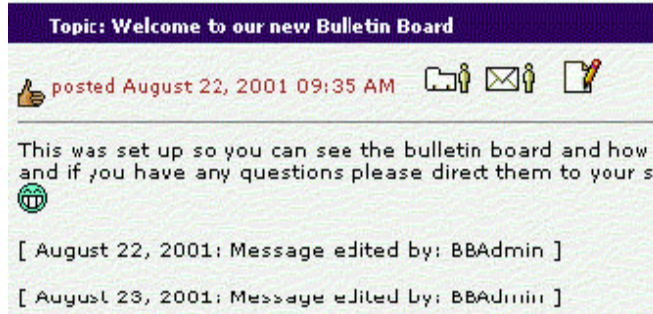 Topic: Welcome to our new Bulletin Board
posted August 22, 2001 09:35 AM
This was set up so you can see the bulletin board and how
and if you have any questions please direct them to your s
[ August 22, 2001: Message edited by: BBAdmin ]
[ August 23, 2001: Message edited by: BBAdmin ]